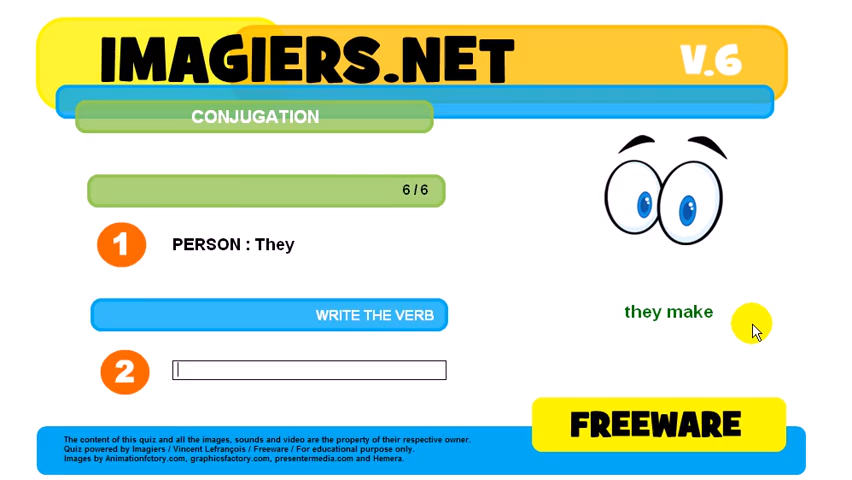 IMAGIERS.NET
V.6
CONJUGATION
6 / 6
1
PERSON : They
they make
WRITE THE VERB
2
FREEWARE
The content of this quiz and all the images, sounds and video are the property of their respective owner.
Quiz powered by Imagiers / Vincent Lefrançois / Freeware / For educational purpose only.
Images by Animationfctory.com, graphicsfactory.com, presentermedia.com and Hemera.